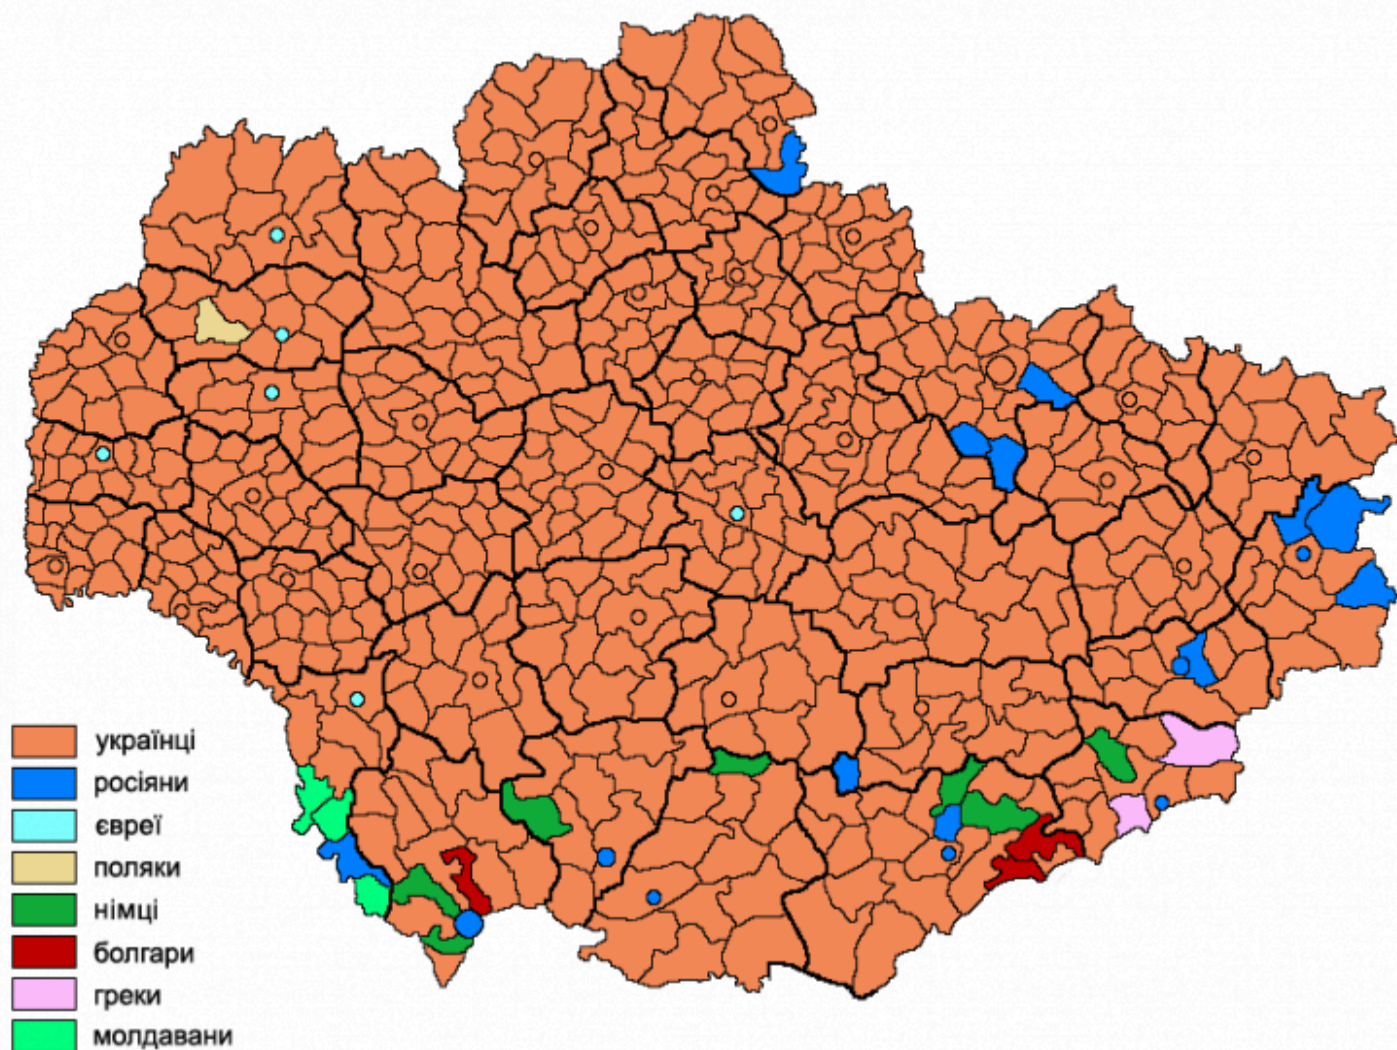 українці
росіяни
євреї
поляки
німці
болгари
греки
молдавани